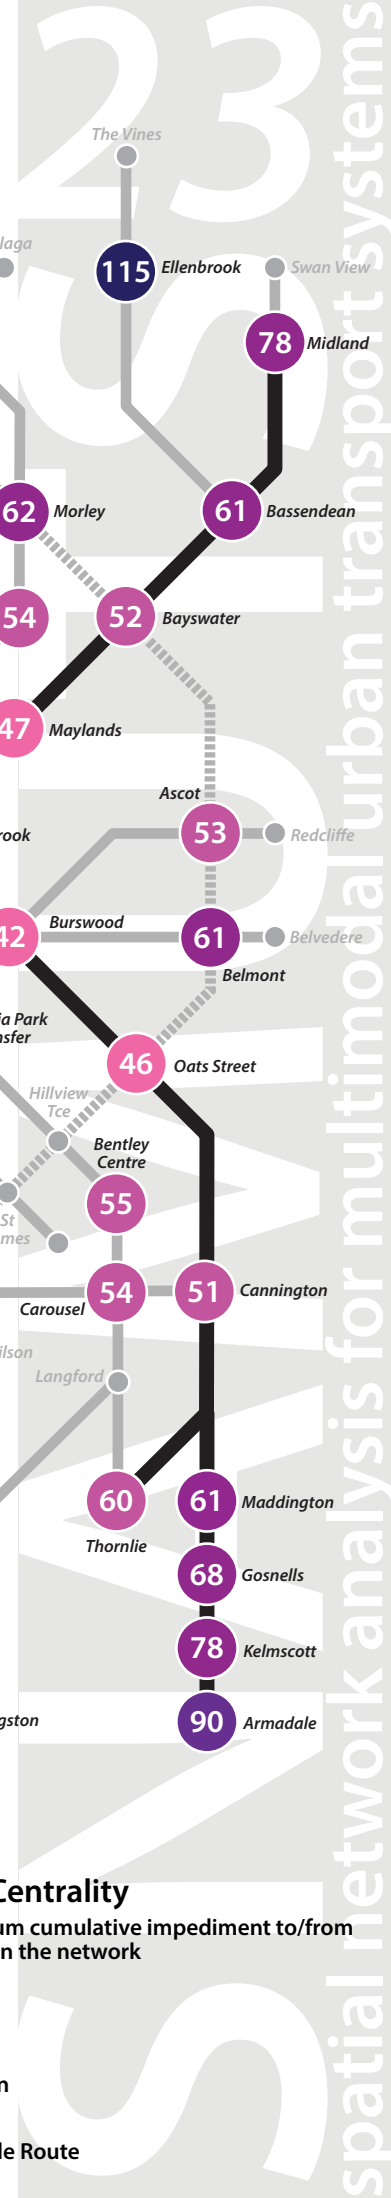 23
The Vines
laga
115 Ellenbrook
Swan View
78 Midland
62 Morley
61 Bassendean
54
52 Bayswater
47 Maylands
Ascot
rook
53
Redcliffe
Burswood
42
61
Belvedere
Belmont
ia Park
nsfer
46 Oats Street
Hillview
Tce
Bentley
Centre
55
St
mes
54
51 Cannington
Carousel
ilson
Langford
60
61 Maddington
Thornlie
68 Gosnells
78 Kelmscott
gston
90 Armadale
Centrality
um cumulative impediment to/from
n the network
n
le Route
spatial network analysis for multimodal urban transport systems